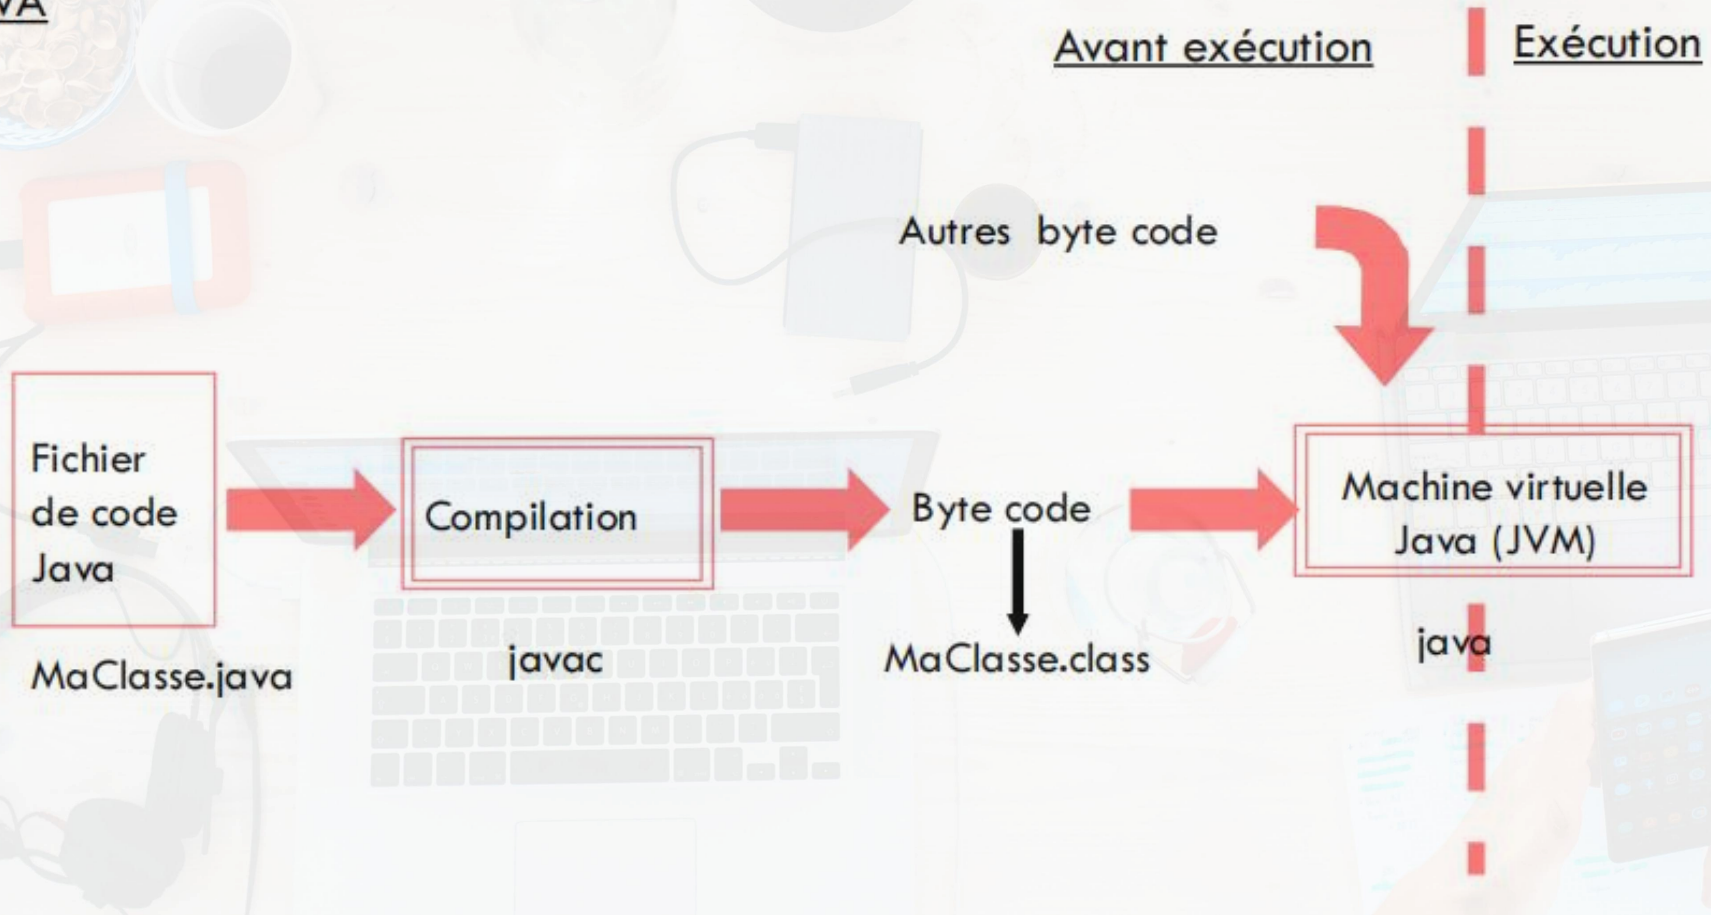 Avant exécution
Exécution
Autres byte code
Fichier
de code
Java
Compilation
Byte code
Machine virtuelle
Java (JVM)
MaClasse.java
javac
MaClasse.class
java